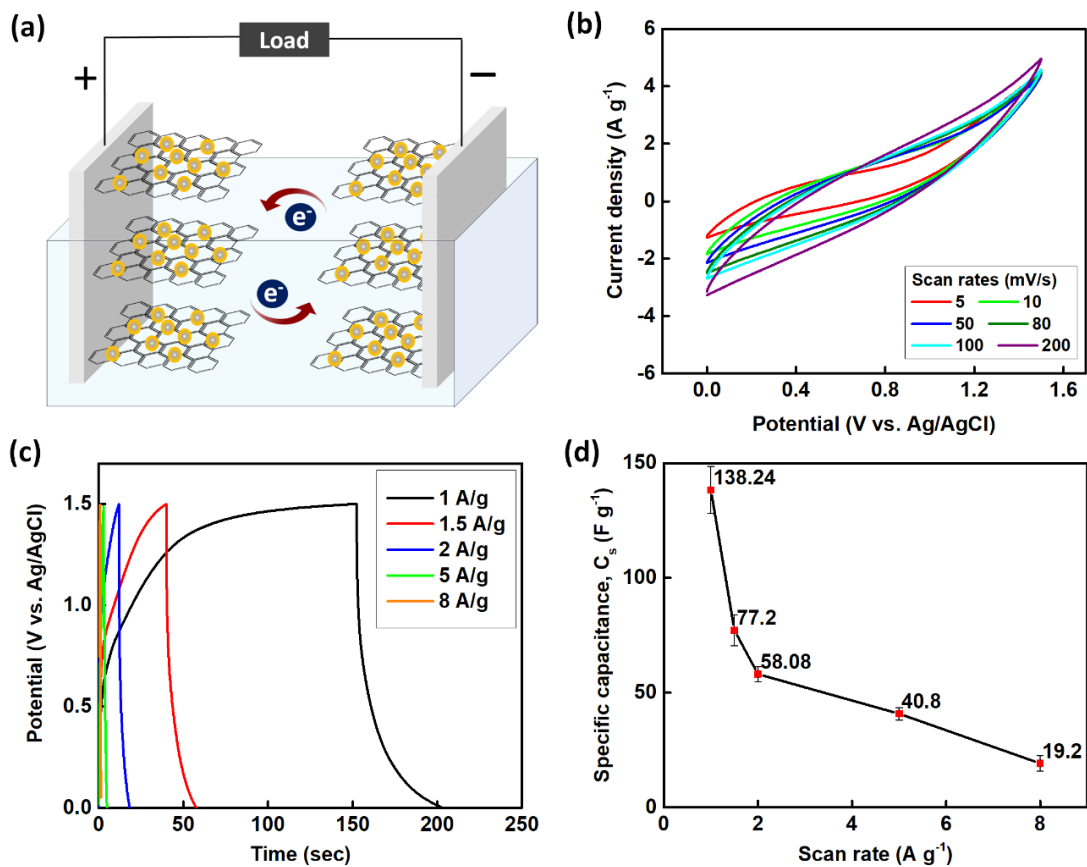 (a)
Load
+
−
e-
e-
(b)
6
4
2
0
-2
-4
-6
Current density (A g-1)
0.0 0.4 0.8 1.2 1.6
Potential (V vs. Ag/AgCl)
Scan rates (mV/s)
5 10
50 80
100 200
(c)
1.5
1.0
0.5
0.0
Potential (V vs. Ag/AgCl)
0 50 100 150 200 250
Time (sec)
1 A/g
1.5 A/g
2 A/g
5 A/g
8 A/g
(d)
150
100
50
0
Specific capacitance, Cs (F g-1)
138.24
77.2
58.08
40.8
19.2
0 2 4 6 8
Scan rate (A g-1)